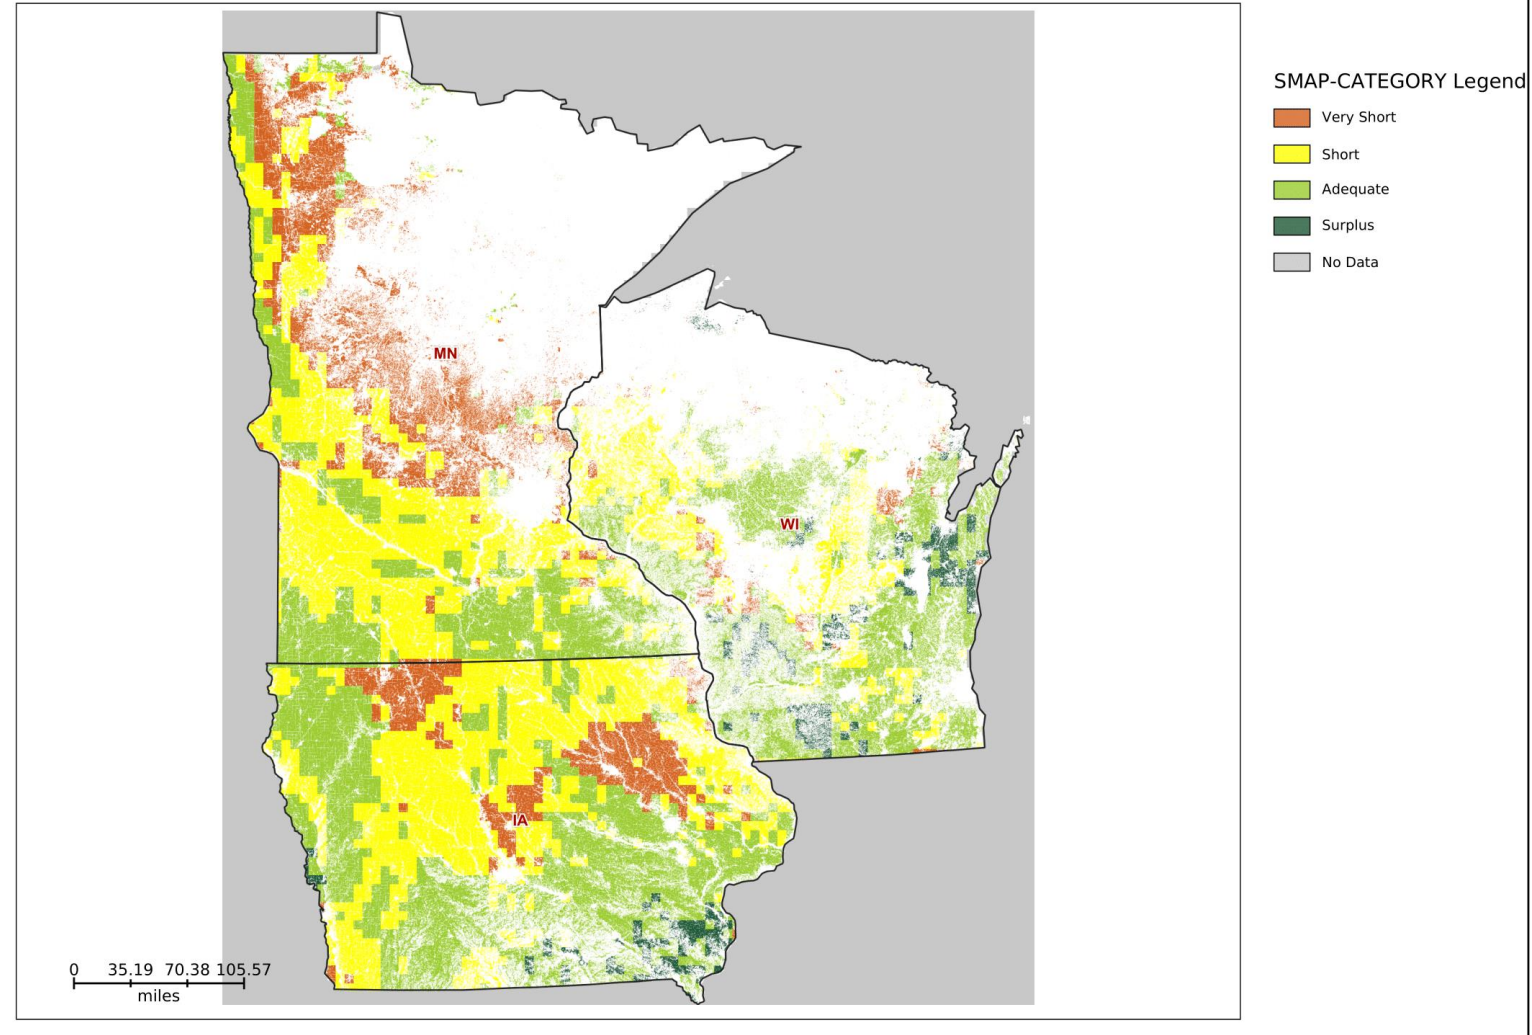 SMAP-CATEGORY Legend
Very Short
Short
Adequate
Surplus
No Data
MN
WI
IA
0 35.19 70.38 105.57
miles